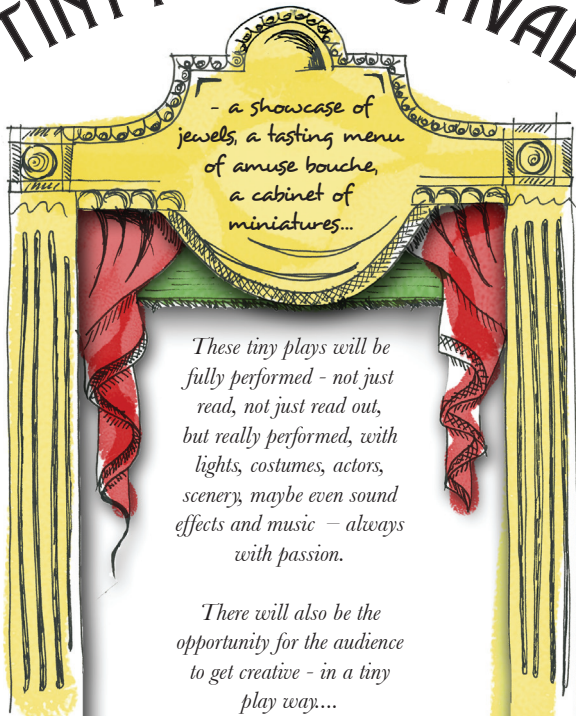 TINY
- a showcase of
jewels, a tasting menu
of amuse bouche,
a cabinet of
miniatures...
These tiny plays will be
fully performed - not just
read, not just read out,
but really performed, with
lights, costumes, actors,
scenery, maybe even sound
effects and music – always
with passion.
There will also be the
opportunity for the audience
to get creative - in a tiny
play way....